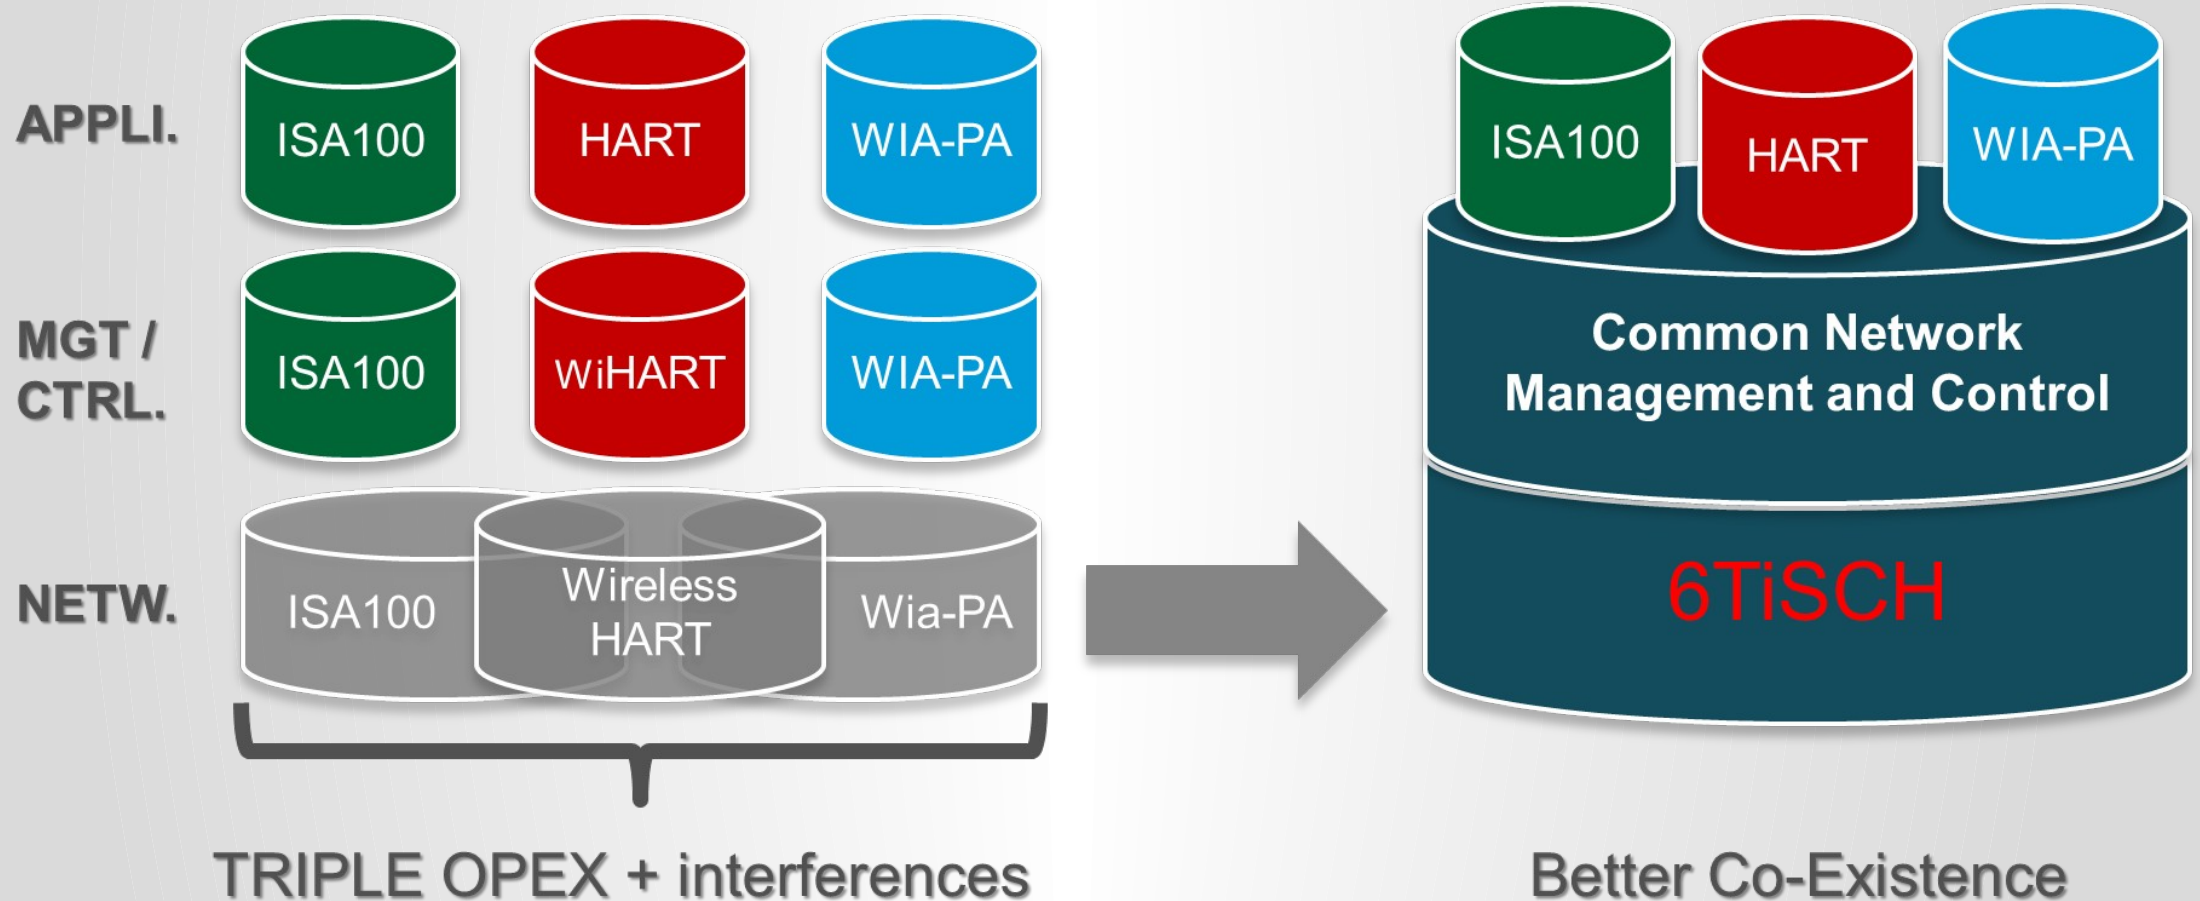 APPLI.
ISA100
HART
WIA-PA
MGT /
CTRL.
ISA100
WiHART
WIA-PA
NETW.
ISA100
Wireless
HART
Wia-PA
TRIPLE OPEX + interferences
ISA100
HART
WIA-PA
Common Network
Management and Control
6TiSCH
Better Co-Existence